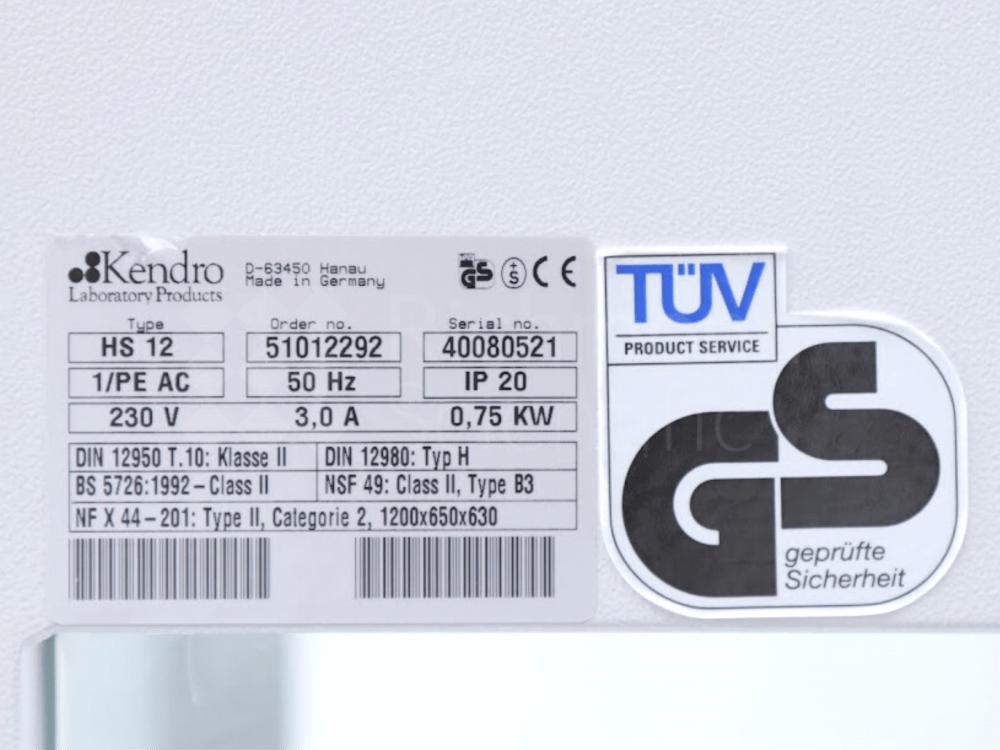 Kendro
Laboratory Products
D-63450 Hanau
Made in Germany
GS
S
CE
Type
Order no.
Serial no.
HS 12
51012292
40080521
1/PE AC
50 Hz
IP 20
230 V
3,0 A
0,75 KW
DIN 12950 T.10: Klasse II
DIN 12980: Typ H
BS 5726:1992-Class II
NSF 49: Class II, Type B3
NF X 44-201: Type II, Categorie 2, 1200x650x630
TÜV
PRODUCT SERVICE
GS
geprüfte
Sicherheit